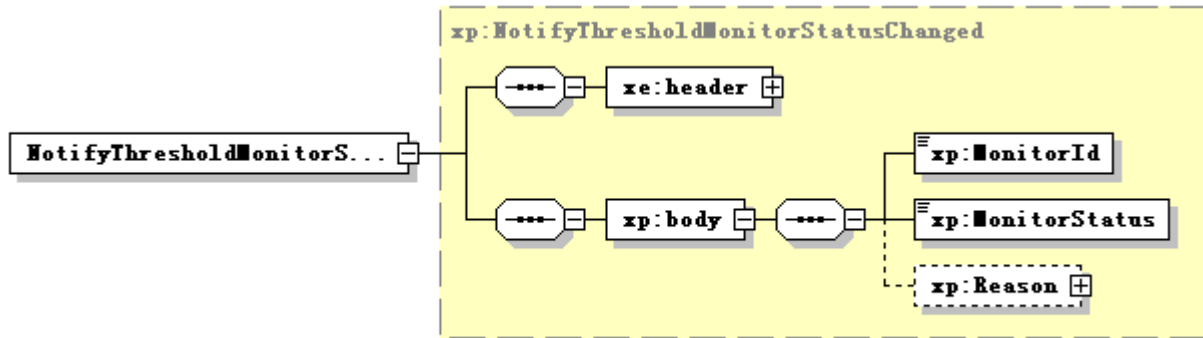 xp:NotifyThresholdMonitorStatusChanged
xe:header
NotifyThresholdMonitorS...
xp:MonitorId
xp:body
xp:MonitorStatus
xp:Reason